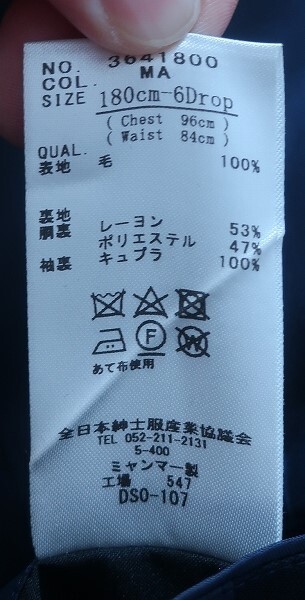 NO. 3641800
COL. MA
SIZE 180cm-6Drop
( Chest 96cm )
( Waist 84cm )
QUAL.
表地 毛 100%
裏地
胴裏 レーヨン 53%
ポリエステル 47%
袖裏 キュプラ 100%
F W
あて布使用
全日本紳士服産業協議会
TEL 052-211-2131
5-400
ミャンマー製
工場 547
DS0-107